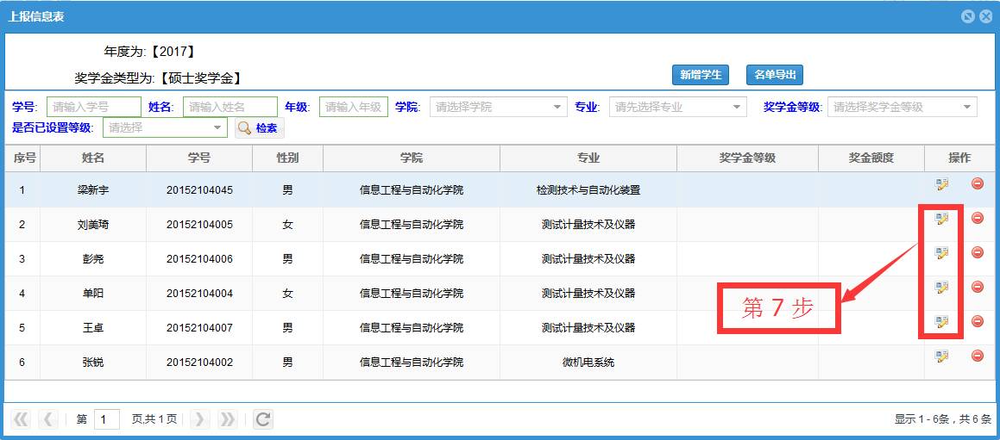 上报信息表
年度为:【2017】
奖学金类型为:【硕士奖学金】
新增学生 名单导出
学号: 请输入学号 姓名: 请输入姓名 年级: 请输入年级 学院: 请选择学院 专业: 请先选择专业 奖学金等级: 请选择奖学金等级
是否已设置等级: 请选择 检索
序号 姓名 学号 性别 学院 专业 奖学金等级 奖金额度 操作
1 梁新宇 20152104045 男 信息工程与自动化学院 检测技术与自动化装置
2 刘美琦 20152104005 女 信息工程与自动化学院 测试计量技术及仪器
3 彭尧 20152104006 男 信息工程与自动化学院 测试计量技术及仪器
4 单阳 20152104004 女 信息工程与自动化学院 测试计量技术及仪器
第 7 步
5 王卓 20152104007 男 信息工程与自动化学院 测试计量技术及仪器
6 张锐 20152104002 男 信息工程与自动化学院 微机电系统
第 1 页,共 1 页 显示 1 - 6条，共 6 条